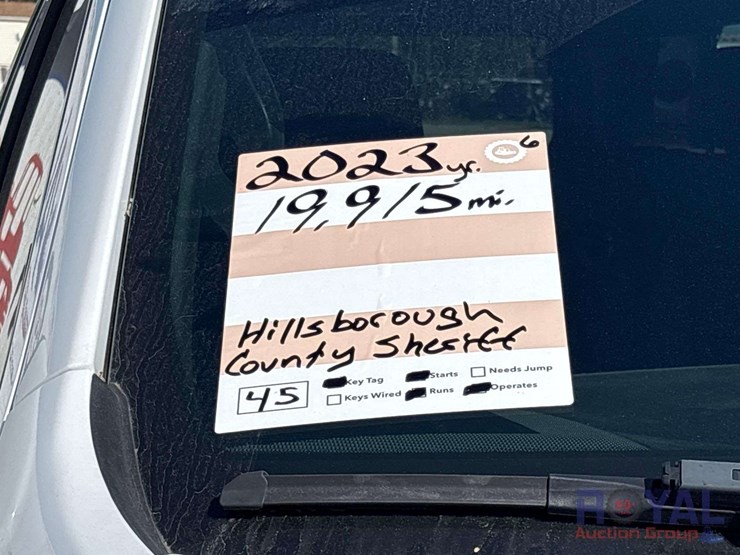 2023 yr. 6
19,915 mi.
Hillsborough
County Sheriff
45
Key Tag Starts Needs Jump
Keys Wired Runs Operates
ROYAL
Auction Group